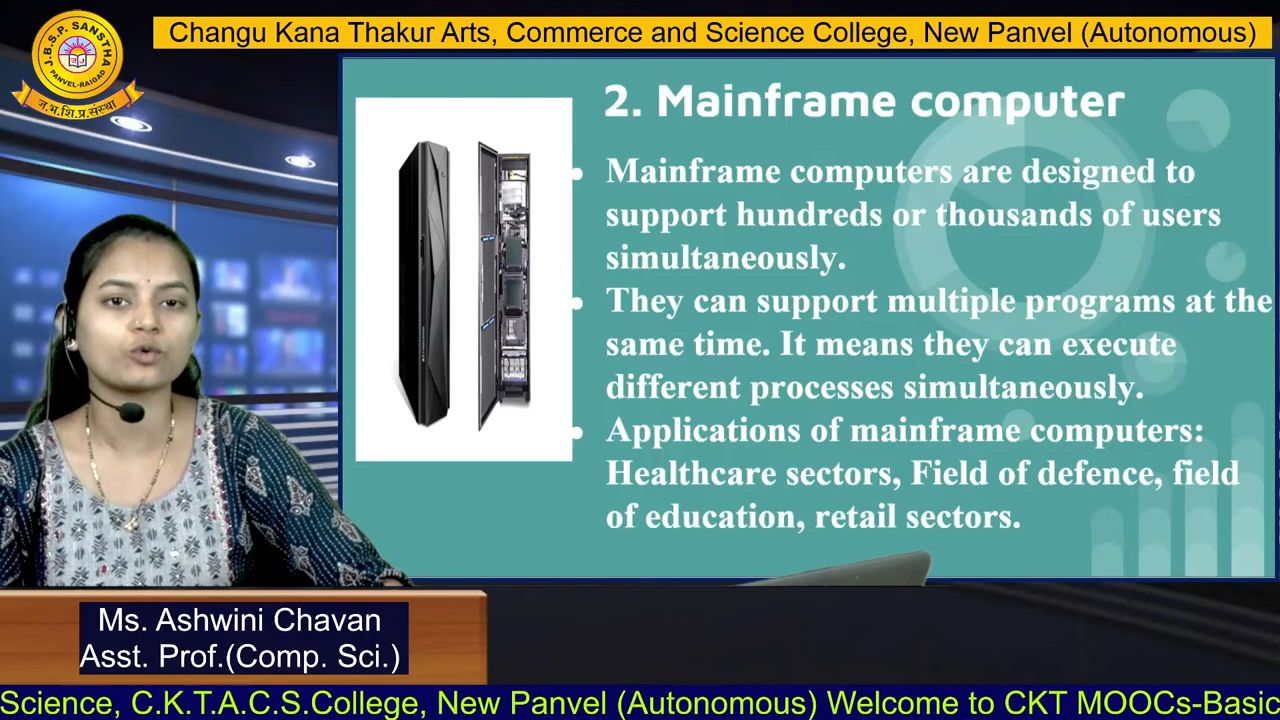 J.B.S.P. SANSTHA
PANVEL-RAIGAD
ज.भ.शि.प्र.संस्था
Changu Kana Thakur Arts, Commerce and Science College, New Panvel (Autonomous)
2. Mainframe computer
• Mainframe computers are designed to
support hundreds or thousands of users
simultaneously.
• They can support multiple programs at the
same time. It means they can execute
different processes simultaneously.
• Applications of mainframe computers:
Healthcare sectors, Field of defence, field
of education, retail sectors.
Ms. Ashwini Chavan
Asst. Prof.(Comp. Sci.)
Science, C.K.T.A.C.S.College, New Panvel (Autonomous) Welcome to CKT MOOCs-Basic